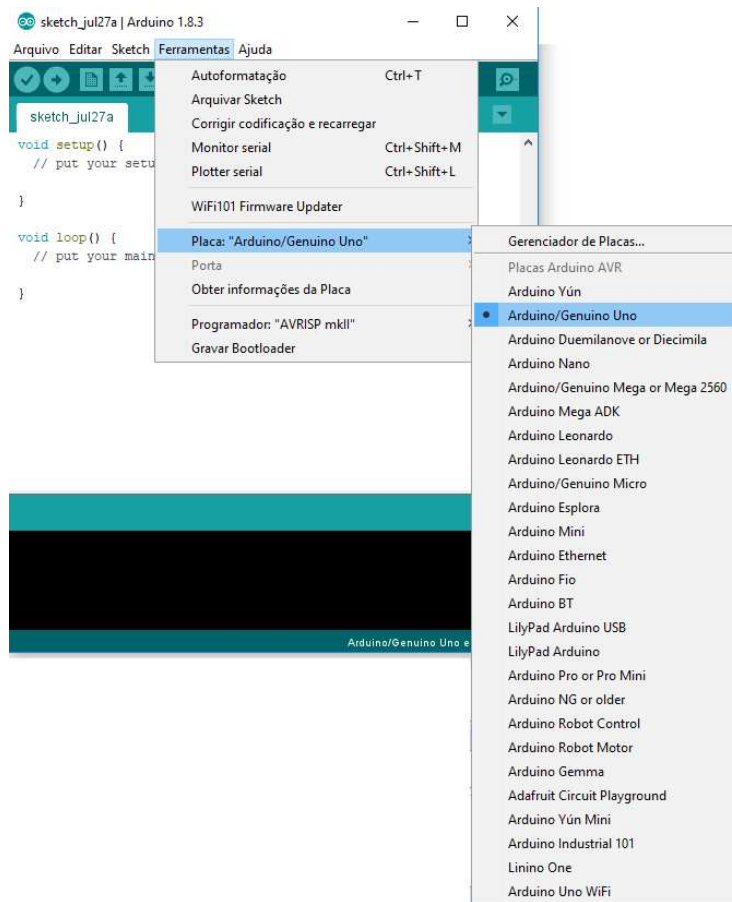 sketch_jul27a | Arduino 1.8.3
Arquivo Editar Sketch Ferramentas Ajuda
sketch_jul27a
void setup() {
// put your setu
}
void loop() {
// put your main
}
Autoformatação Ctrl+T
Arquivar Sketch
Corrigir codificação e recarregar
Monitor serial Ctrl+Shift+M
Plotter serial Ctrl+Shift+L
WiFi101 Firmware Updater
Placa: "Arduino/Genuino Uno"
Porta
Obter informações da Placa
Programador: "AVRISP mkII"
Gravar Bootloader
Gerenciador de Placas...
Placas Arduino AVR
Arduino Yún
Arduino/Genuino Uno
Arduino Duemilanove or Diecimila
Arduino Nano
Arduino/Genuino Mega or Mega 2560
Arduino Mega ADK
Arduino Leonardo
Arduino Leonardo ETH
Arduino/Genuino Micro
Arduino Esplora
Arduino Mini
Arduino Ethernet
Arduino Fio
Arduino BT
LilyPad Arduino USB
LilyPad Arduino
Arduino Pro or Pro Mini
Arduino NG or older
Arduino Robot Control
Arduino Robot Motor
Arduino Gemma
Adafruit Circuit Playground
Arduino Yún Mini
Arduino Industrial 101
Linino One
Arduino Uno WiFi
Arduino/Genuino Uno e